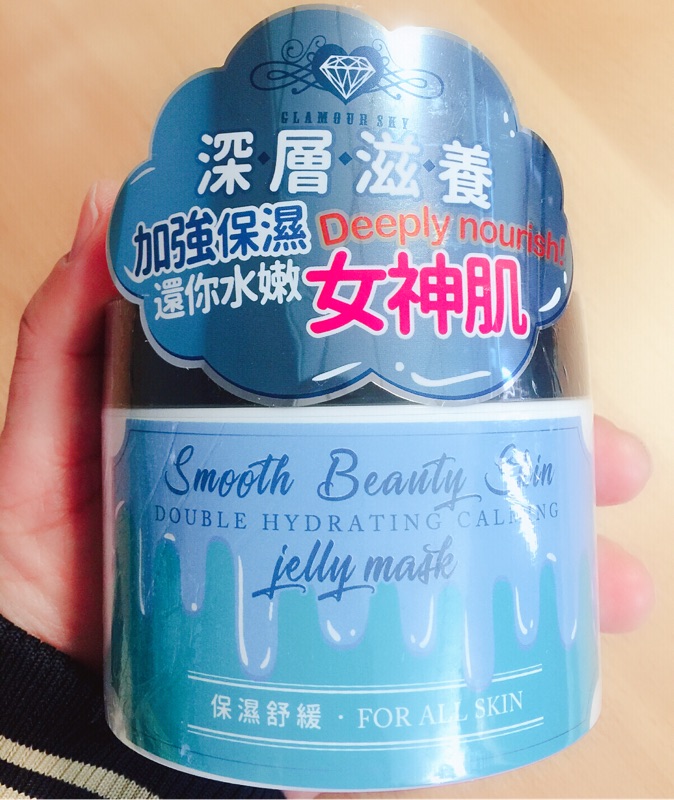 GLAMOUR SKY
深層滋養
加強保濕 Deeply nourish!
還你水嫩 女神肌
Smooth Beauty Skin
DOUBLE HYDRATING CALMING
jelly mask
保濕舒緩 · FOR ALL SKIN